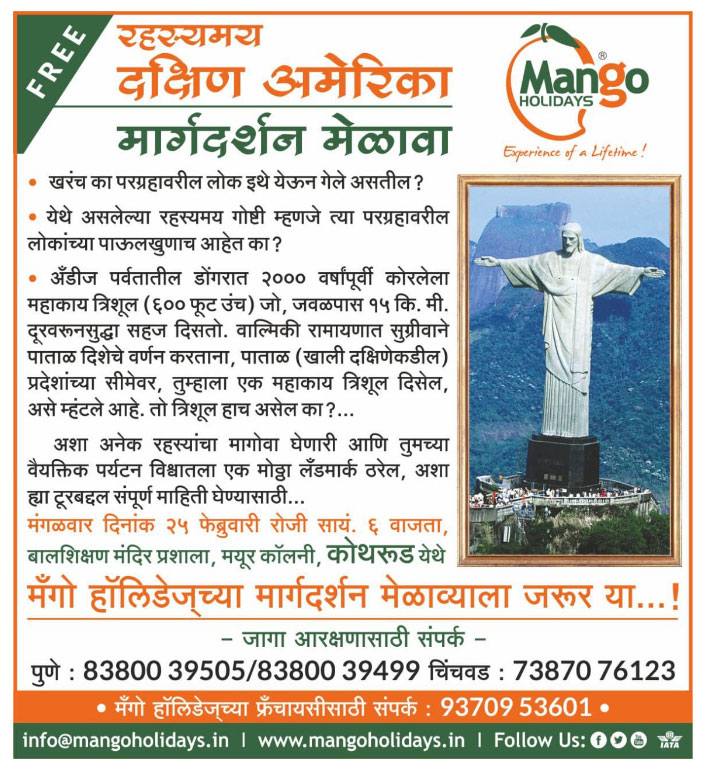 FREE
रहस्यमय
दक्षिण अमेरिका
मार्गदर्शन मेळावा
Mango
HOLIDAYS
®
Experience of a Lifetime!
• खरंच का परग्रहावरील लोक इथे येऊन गेले असतील?
• येथे असलेल्या रहस्यमय गोष्टी म्हणजे त्या परग्रहावरील
लोकांच्या पाऊलखुणाच आहेत का?
• अँडीज पर्वतातील डोंगरात २००० वर्षांपूर्वी कोरलेला
महाकाय त्रिशूल (६०० फूट उंच) जो, जवळपास १५ कि. मी.
दूरवरूनसुद्धा सहज दिसतो. वाल्मिकी रामायणात सुग्रीवाने
पाताळ दिशेचे वर्णन करताना, पाताळ (खाली दक्षिणेकडील)
प्रदेशांच्या सीमेवर, तुम्हाला एक महाकाय त्रिशूल दिसेल,
असे म्हंटले आहे. तो त्रिशूल हाच असेल का?...
अशा अनेक रहस्यांचा मागोवा घेणारी आणि तुमच्या
वैयक्तिक पर्यटन विश्वातला एक मोठ्ठा लँडमार्क ठरेल, अशा
ह्या टूरबद्दल संपूर्ण माहिती घेण्यासाठी...
मंगळवार दिनांक २५ फेब्रुवारी रोजी सायं. ६ वाजता,
बालशिक्षण मंदिर प्रशाला, मयूर कॉलनी, कोथरूड येथे
मँगो हॉलिडेज्‌च्या मार्गदर्शन मेळाव्याला जरूर या...!
– जागा आरक्षणासाठी संपर्क –
पुणे : 83800 39505/83800 39499 चिंचवड : 73870 76123
• मँगो हॉलिडेज्‌च्या फ्रँचायसीसाठी संपर्क : 9370953601 •
info@mangoholidays.in | www.mangoholidays.in | Follow Us: IATA